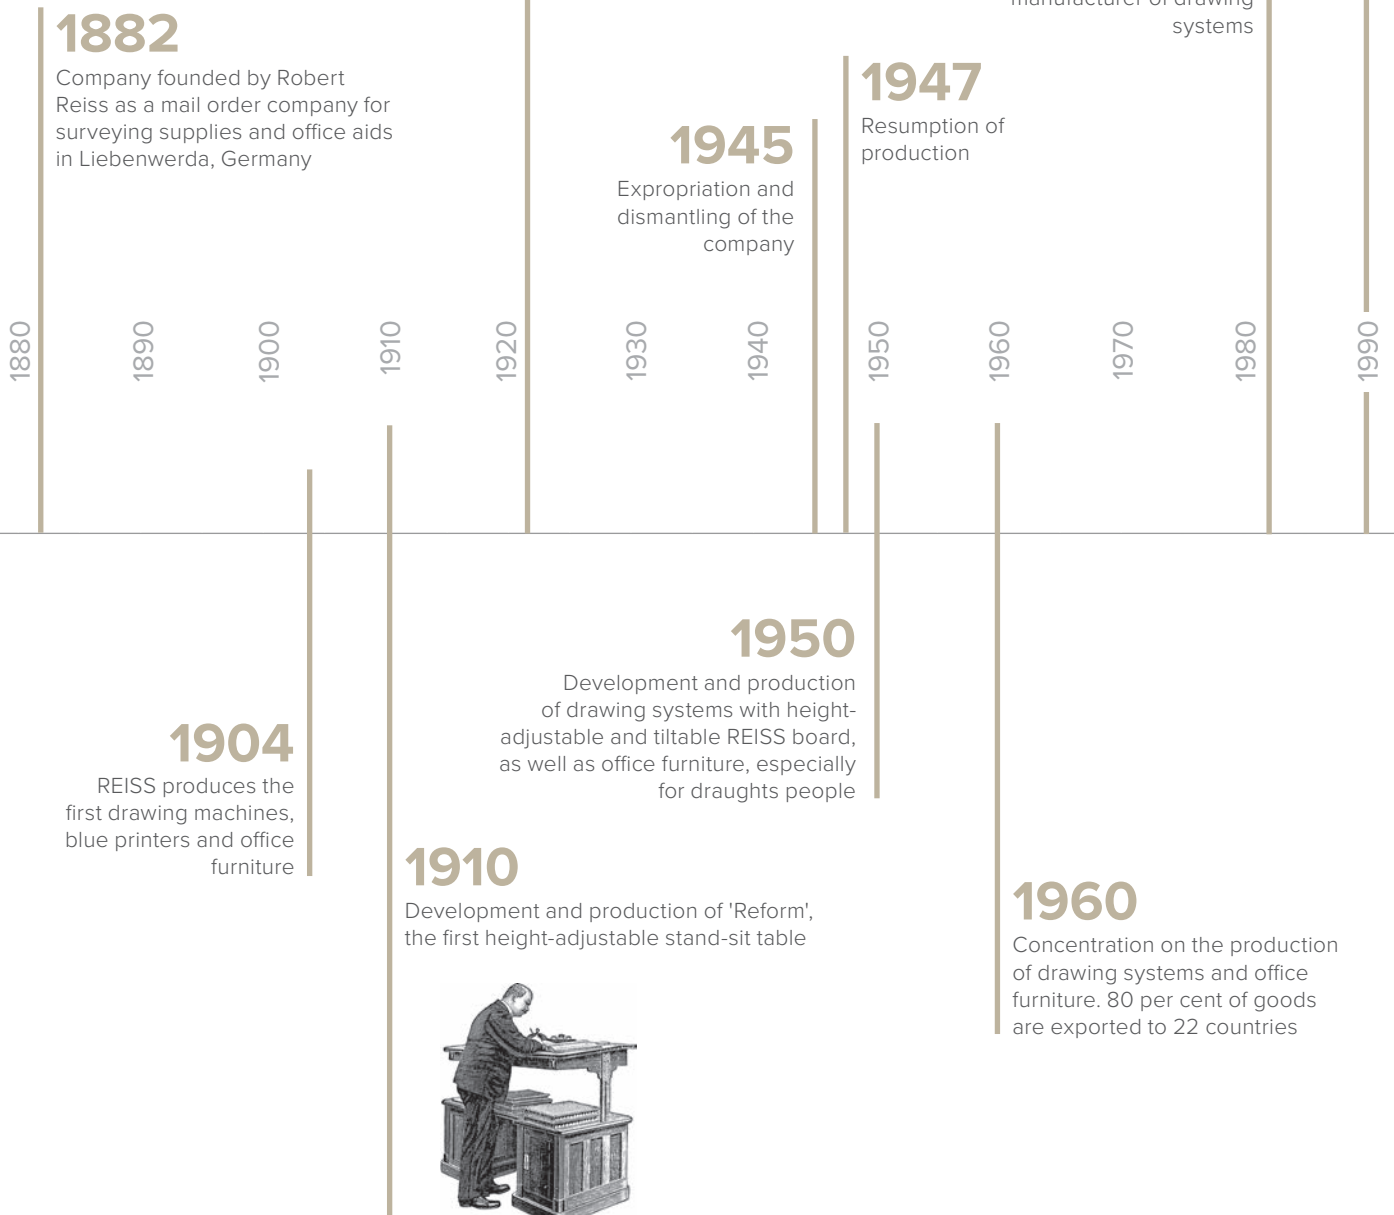 manufacturer of drawing
systems
1882
Company founded by Robert
Reiss as a mail order company for
surveying supplies and office aids
in Liebenwerda, Germany
1947
Resumption of
production
1945
Expropriation and
dismantling of the
company
1880
1890
1900
1910
1920
1930
1940
1950
1960
1970
1980
1990
1950
Development and production
of drawing systems with height-
adjustable and tiltable REISS board,
as well as office furniture, especially
for draughts people
1904
REISS produces the
first drawing machines,
blue printers and office
furniture
1910
Development and production of 'Reform',
the first height-adjustable stand-sit table
1960
Concentration on the production
of drawing systems and office
furniture. 80 per cent of goods
are exported to 22 countries